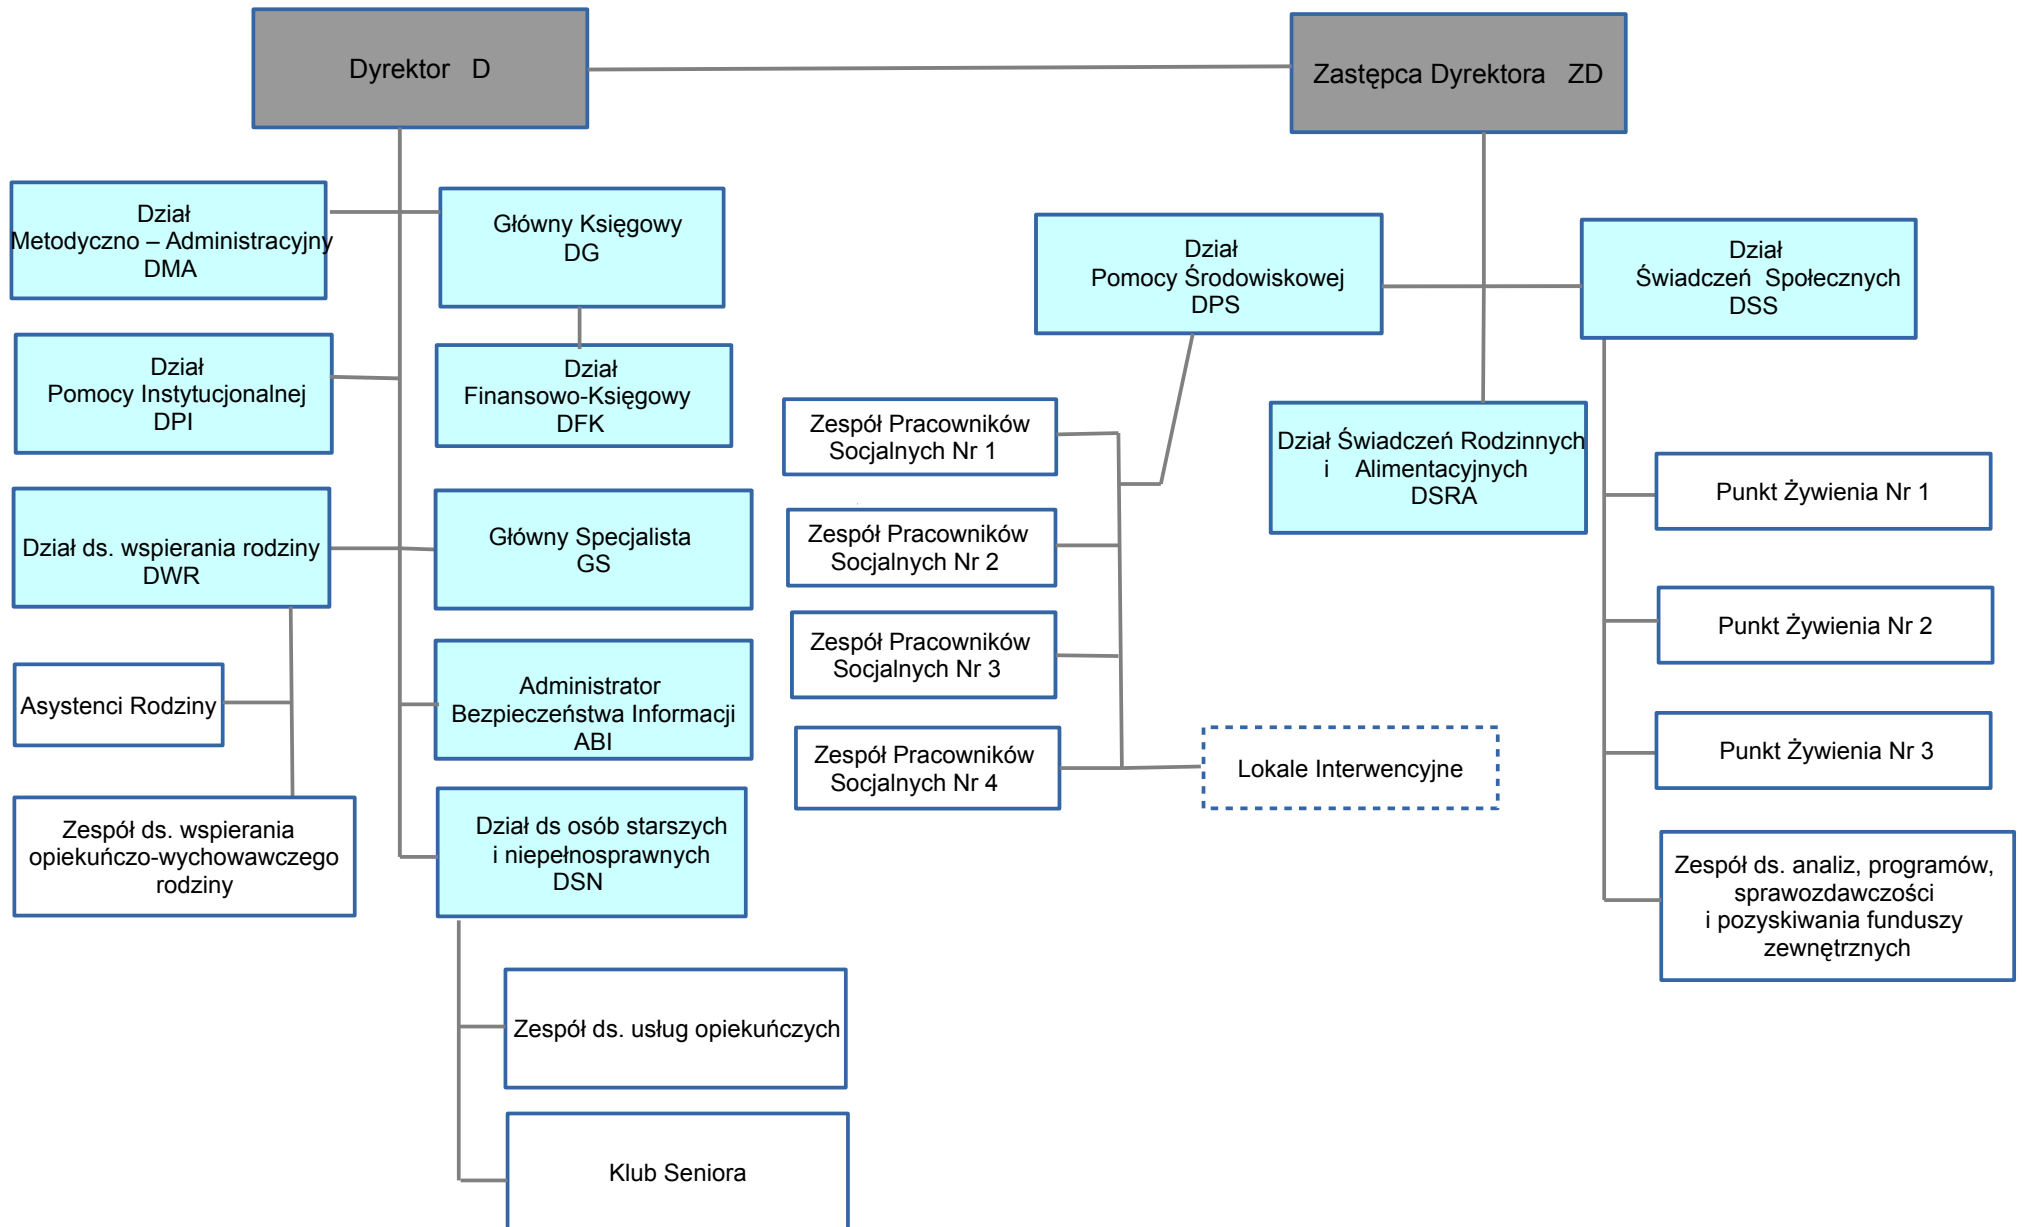 Dyrektor D
Zastępca Dyrektora ZD
Dział
Metodyczno – Administracyjny
DMA
Główny Księgowy
DG
Dział
Pomocy Środowiskowej
DPS
Dział
Świadczeń Społecznych
DSS
Dział
Pomocy Instytucjonalnej
DPI
Dział
Finansowo-Księgowy
DFK
Zespół Pracowników
Socjalnych Nr 1
Dział Świadczeń Rodzinnych
i Alimentacyjnych
DSRA
Punkt Żywienia Nr 1
Dział ds. wspierania rodziny
DWR
Główny Specjalista
GS
Zespół Pracowników
Socjalnych Nr 2
Punkt Żywienia Nr 2
Asystenci Rodziny
Administrator
Bezpieczeństwa Informacji
ABI
Zespół Pracowników
Socjalnych Nr 3
Punkt Żywienia Nr 3
Zespół Pracowników
Socjalnych Nr 4
Lokale Interwencyjne
Zespół ds. wspierania
opiekuńczo-wychowawczego
rodziny
Dział ds osób starszych
i niepełnosprawnych
DSN
Zespół ds. analiz, programów,
sprawozdawczości
i pozyskiwania funduszy
zewnętrznych
Zespół ds. usług opiekuńczych
Klub Seniora